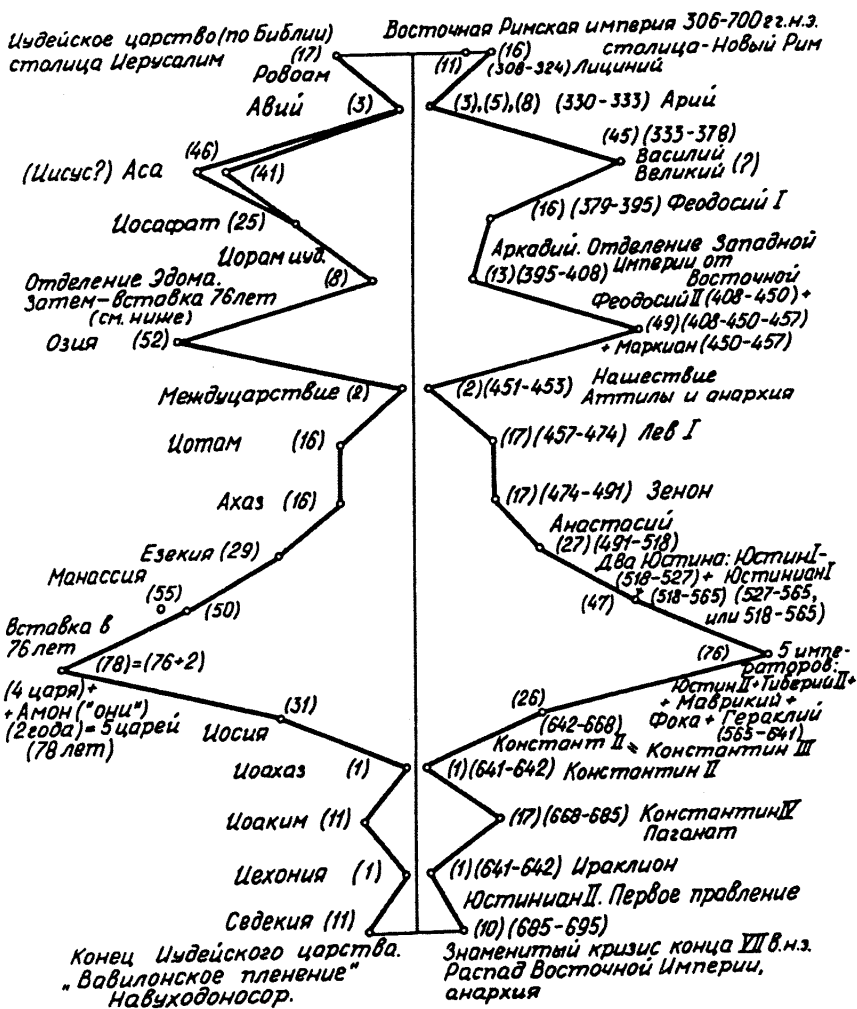 Иудейское царство (по Библии)
столица Иерусалим
(17)
Ровоам
Авий (3)
(46)
(Иисус?) Аса (41)
Иосафат (25)
Иорам иуд.
(8)
Отделение Эдома.
Затем-вставка 76 лет
(см. ниже)
Озия (52)
Междуцарствие (2)
Иотам (16)
Ахаз (16)
Езекия (29)
Манассия
(55)
(50)
Вставка в
76 лет
(78)=(76+2)
(4 царя)+
+Амон ("они")
(2 года)=5 царей
(78 лет)
(31)
Иосия
Иоахаз (1)
Иоаким (11)
Иехония (1)
Седекия (11)
Конец Иудейского царства.
„Вавилонское пленение"
Навуходоносор.
Восточная Римская империя 306-700 гг. н.э.
столица-Новый Рим
(11) (16)
(308-324) Лициний
(3),(5),(8) (330-333) Арий
(45) (333-378)
Василий
Великий (?)
(16) (379-395) Феодосий I
Аркадий. Отделение Западной
(13) (395-408) Империи от
Восточной
Феодосий II (408-450) +
(49) (408-450-457)
+ Маркиан (450-457)
(2) (451-453) Нашествие
Аттилы и анархия
(17) (457-474) Лев I
(17) (474-491) Зенон
Анастасий
(27) (491-518)
Два Юстина: Юстин I-
(518-527) + Юстиниан I
(47) (518-565) (527-565,
или 518-565)
(76) 5 импе-
раторов:
Юстин II+Тиберий II+
+ Маврикий +
Фока + Гераклий
(565-641)
(26)
(642-668)
Констант II = Константин III
(1) (641-642) Константин II
(17) (668-685) Константин IV
Паганат
(1) (641-642) Ираклион
Юстиниан II. Первое правление
(10) (685-695)
Знаменитый кризис конца VII в. н.э.
Распад Восточной Империи,
анархия